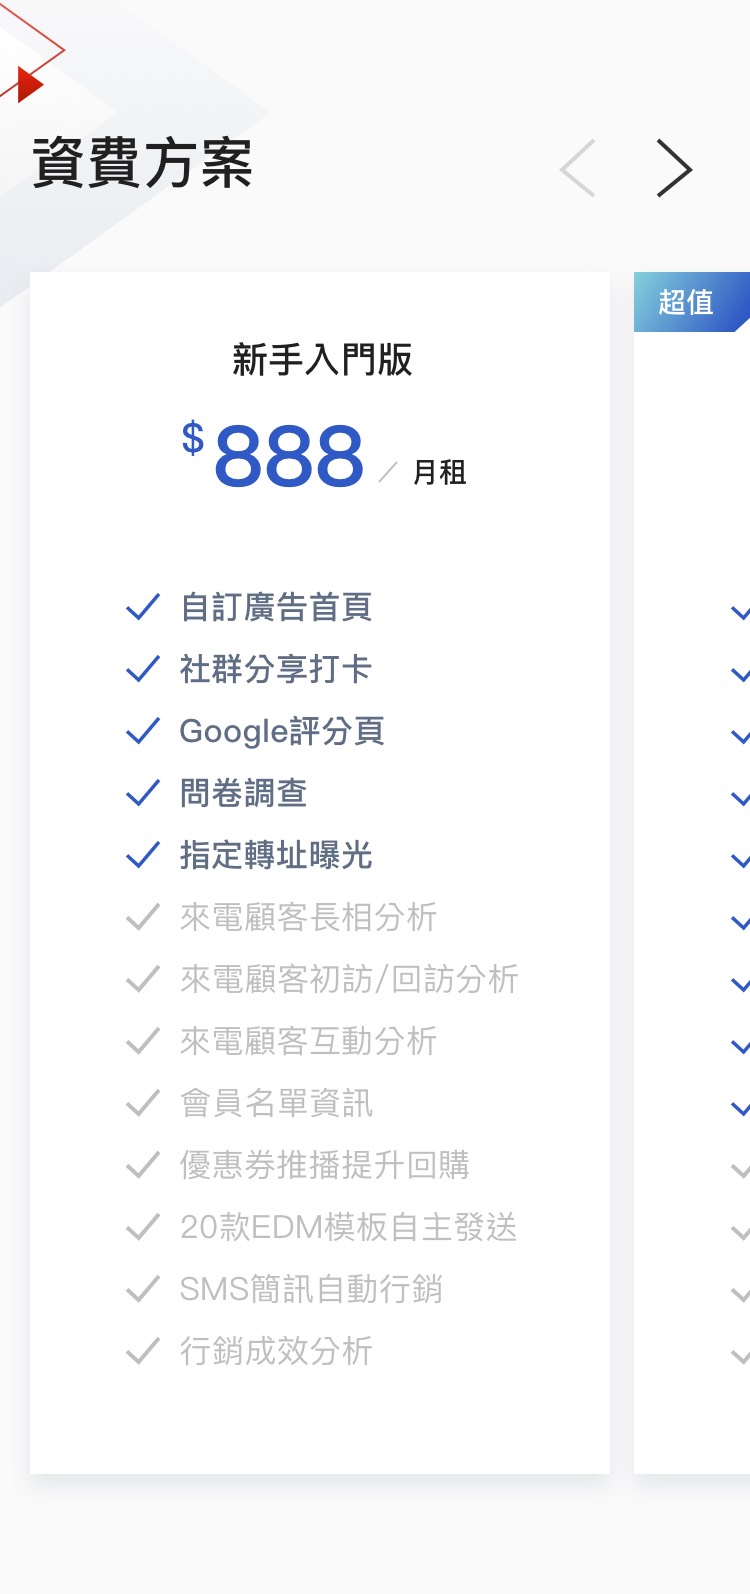 資費方案
超值
新手入門版
$888 / 月租
自訂廣告首頁
社群分享打卡
Google評分頁
問卷調查
指定轉址曝光
來電顧客長相分析
來電顧客初訪/回訪分析
來電顧客互動分析
會員名單資訊
優惠券推播提升回購
20款EDM模板自主發送
SMS簡訊自動行銷
行銷成效分析